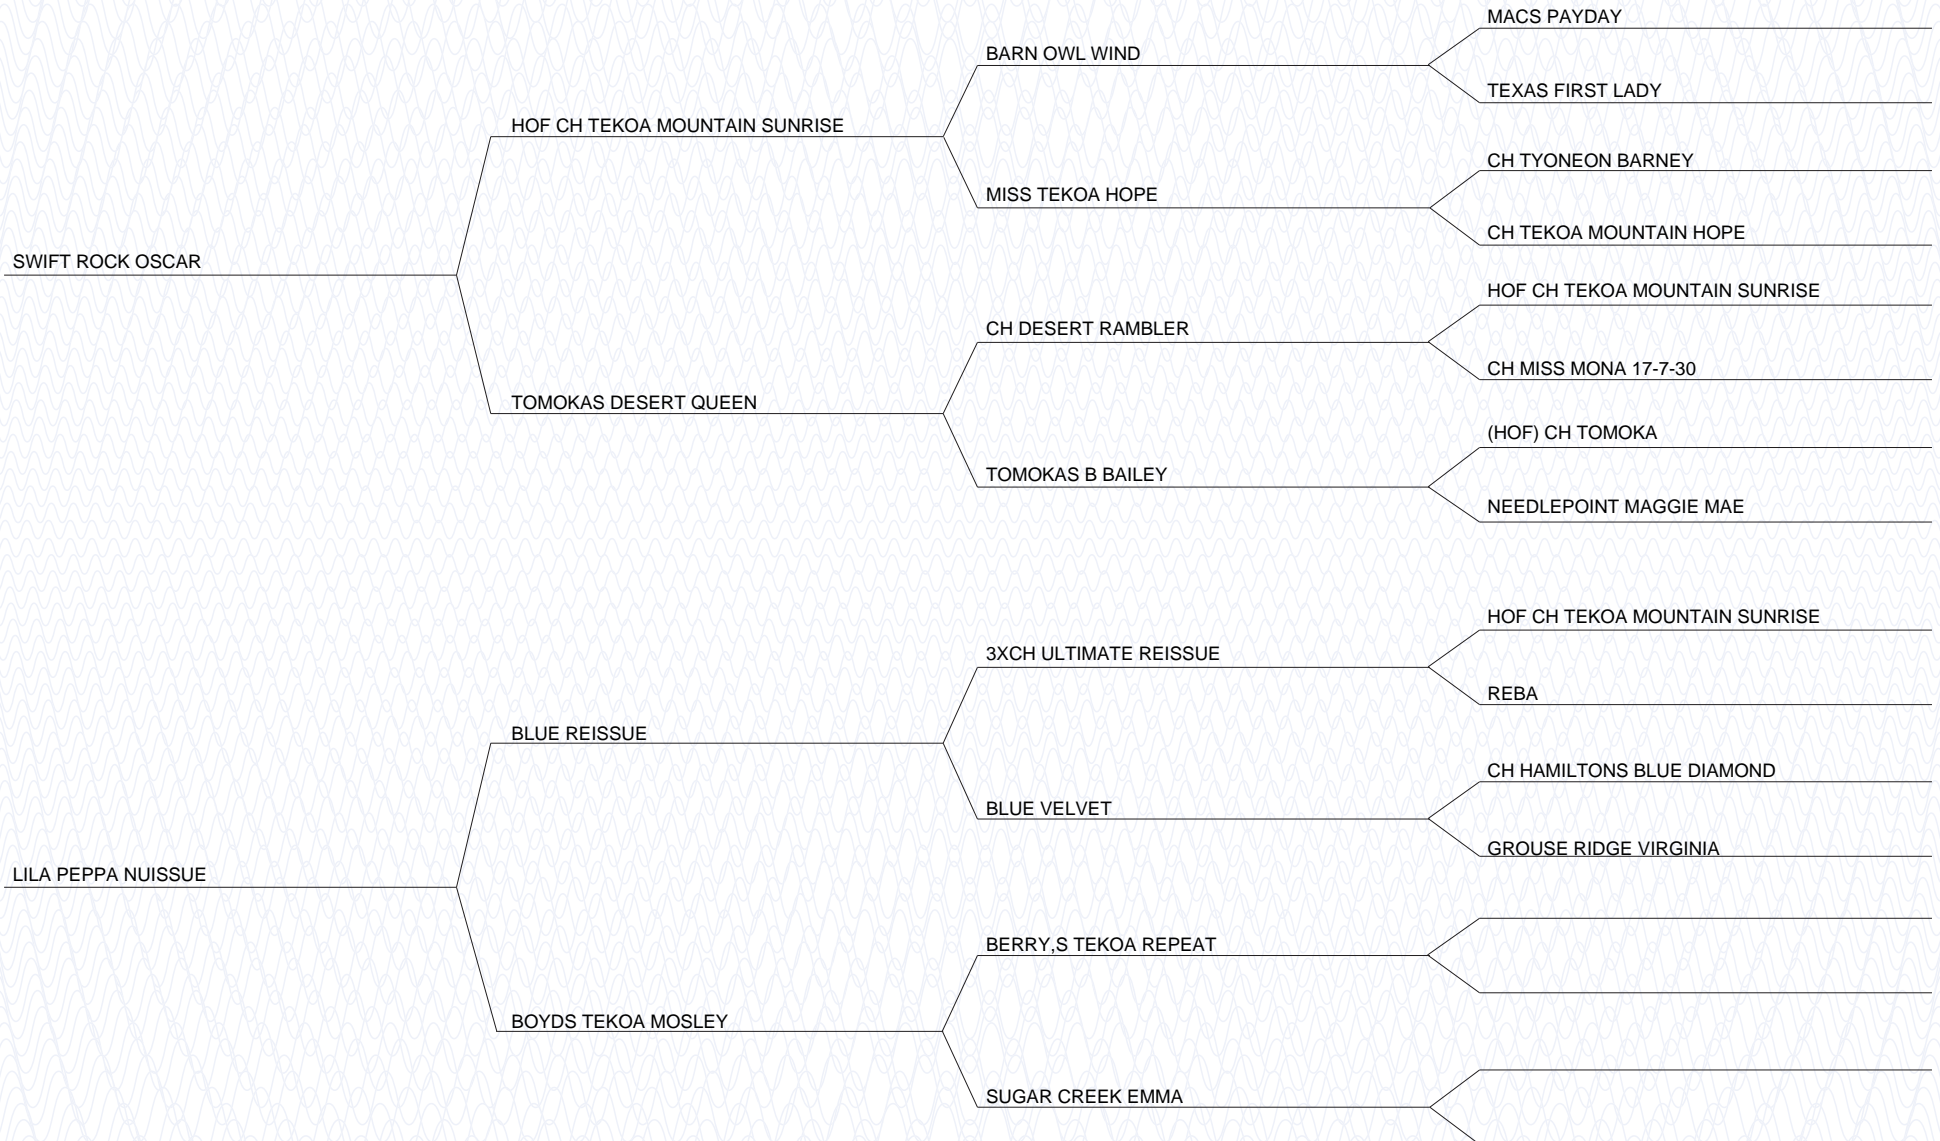 MACS PAYDAY
BARN OWL WIND
TEXAS FIRST LADY
HOF CH TEKOA MOUNTAIN SUNRISE
CH TYONEON BARNEY
MISS TEKOA HOPE
CH TEKOA MOUNTAIN HOPE
SWIFT ROCK OSCAR
HOF CH TEKOA MOUNTAIN SUNRISE
CH DESERT RAMBLER
CH MISS MONA 17-7-30
TOMOKAS DESERT QUEEN
(HOF) CH TOMOKA
TOMOKAS B BAILEY
NEEDLEPOINT MAGGIE MAE
HOF CH TEKOA MOUNTAIN SUNRISE
3XCH ULTIMATE REISSUE
REBA
BLUE REISSUE
CH HAMILTONS BLUE DIAMOND
BLUE VELVET
GROUSE RIDGE VIRGINIA
LILA PEPPA NUISSUE
BERRY,S TEKOA REPEAT
BOYDS TEKOA MOSLEY
SUGAR CREEK EMMA